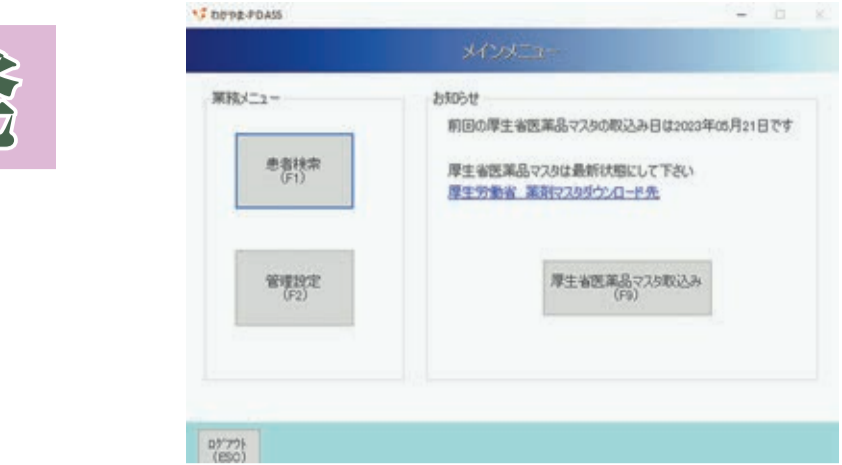 わかやま-PDASS
メインメニュー
業務メニュー
患者検索
(F1)
管理設定
(F2)
お知らせ
前回の厚生省医薬品マスタの取込み日は2023年05月21日です
厚生省医薬品マスタは最新状態にして下さい
厚生労働省 薬剤マスタダウンロード先
厚生省医薬品マスタ取込み
(F9)
ログアウト
(ESC)